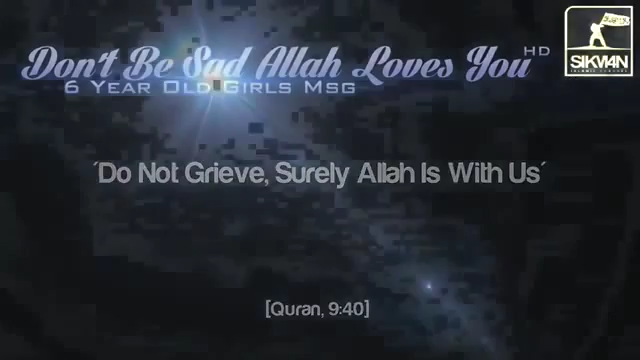 Don't Be Sad Allah Loves You HD
6 Year Old Girls Msg
SIKVIAN
´Do Not Grieve, Surely Allah Is With Us´
[Quran, 9:40]